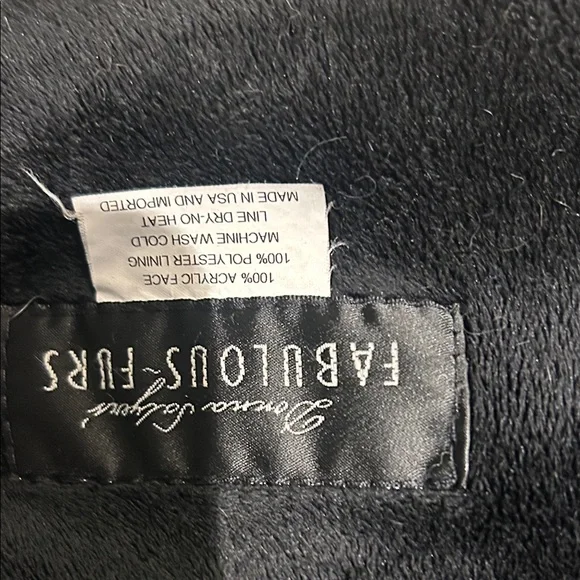 Donna Salyers'
FABULOUS-FURS
100% ACRYLIC FACE
100% POLYESTER LINING
MACHINE WASH COLD
LINE DRY-NO HEAT
MADE IN USA AND IMPORTED